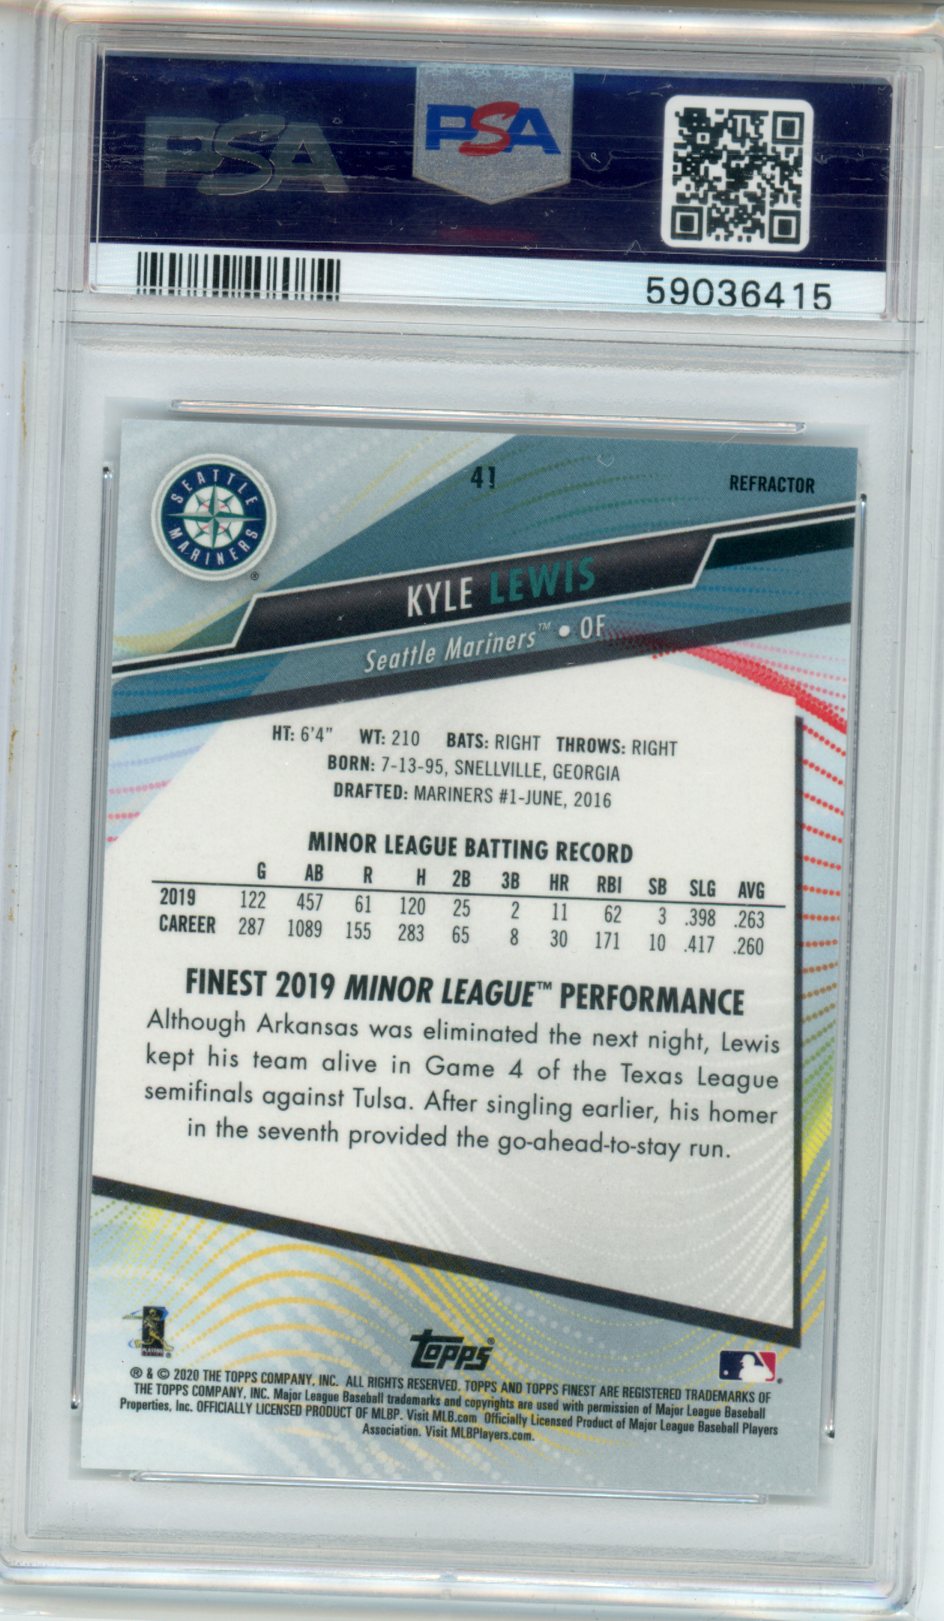 PSA
PSA
59036415
SEATTLE
MARINERS
®
41
REFRACTOR
KYLE LEWIS
Seattle Mariners™ • OF
HT: 6'4" WT: 210 BATS: RIGHT THROWS: RIGHT
BORN: 7-13-95, SNELLVILLE, GEORGIA
DRAFTED: MARINERS #1-JUNE, 2016
MINOR LEAGUE BATTING RECORD
G AB R H 2B 3B HR RBI SB SLG AVG
2019 122 457 61 120 25 2 11 62 3 .398 .263
CAREER 287 1089 155 283 65 8 30 171 10 .417 .260
FINEST 2019 MINOR LEAGUE™ PERFORMANCE
Although Arkansas was eliminated the next night, Lewis
kept his team alive in Game 4 of the Texas League
semifinals against Tulsa. After singling earlier, his homer
in the seventh provided the go-ahead-to-stay run.
Topps®
® & © 2020 THE TOPPS COMPANY, INC. ALL RIGHTS RESERVED. TOPPS AND TOPPS FINEST ARE REGISTERED TRADEMARKS OF
THE TOPPS COMPANY, INC. Major League Baseball trademarks and copyrights are used with permission of Major League Baseball
Properties, Inc. OFFICIALLY LICENSED PRODUCT OF MLBP. Visit MLB.com Officially Licensed Product of Major League Baseball Players
Association. Visit MLBPlayers.com.